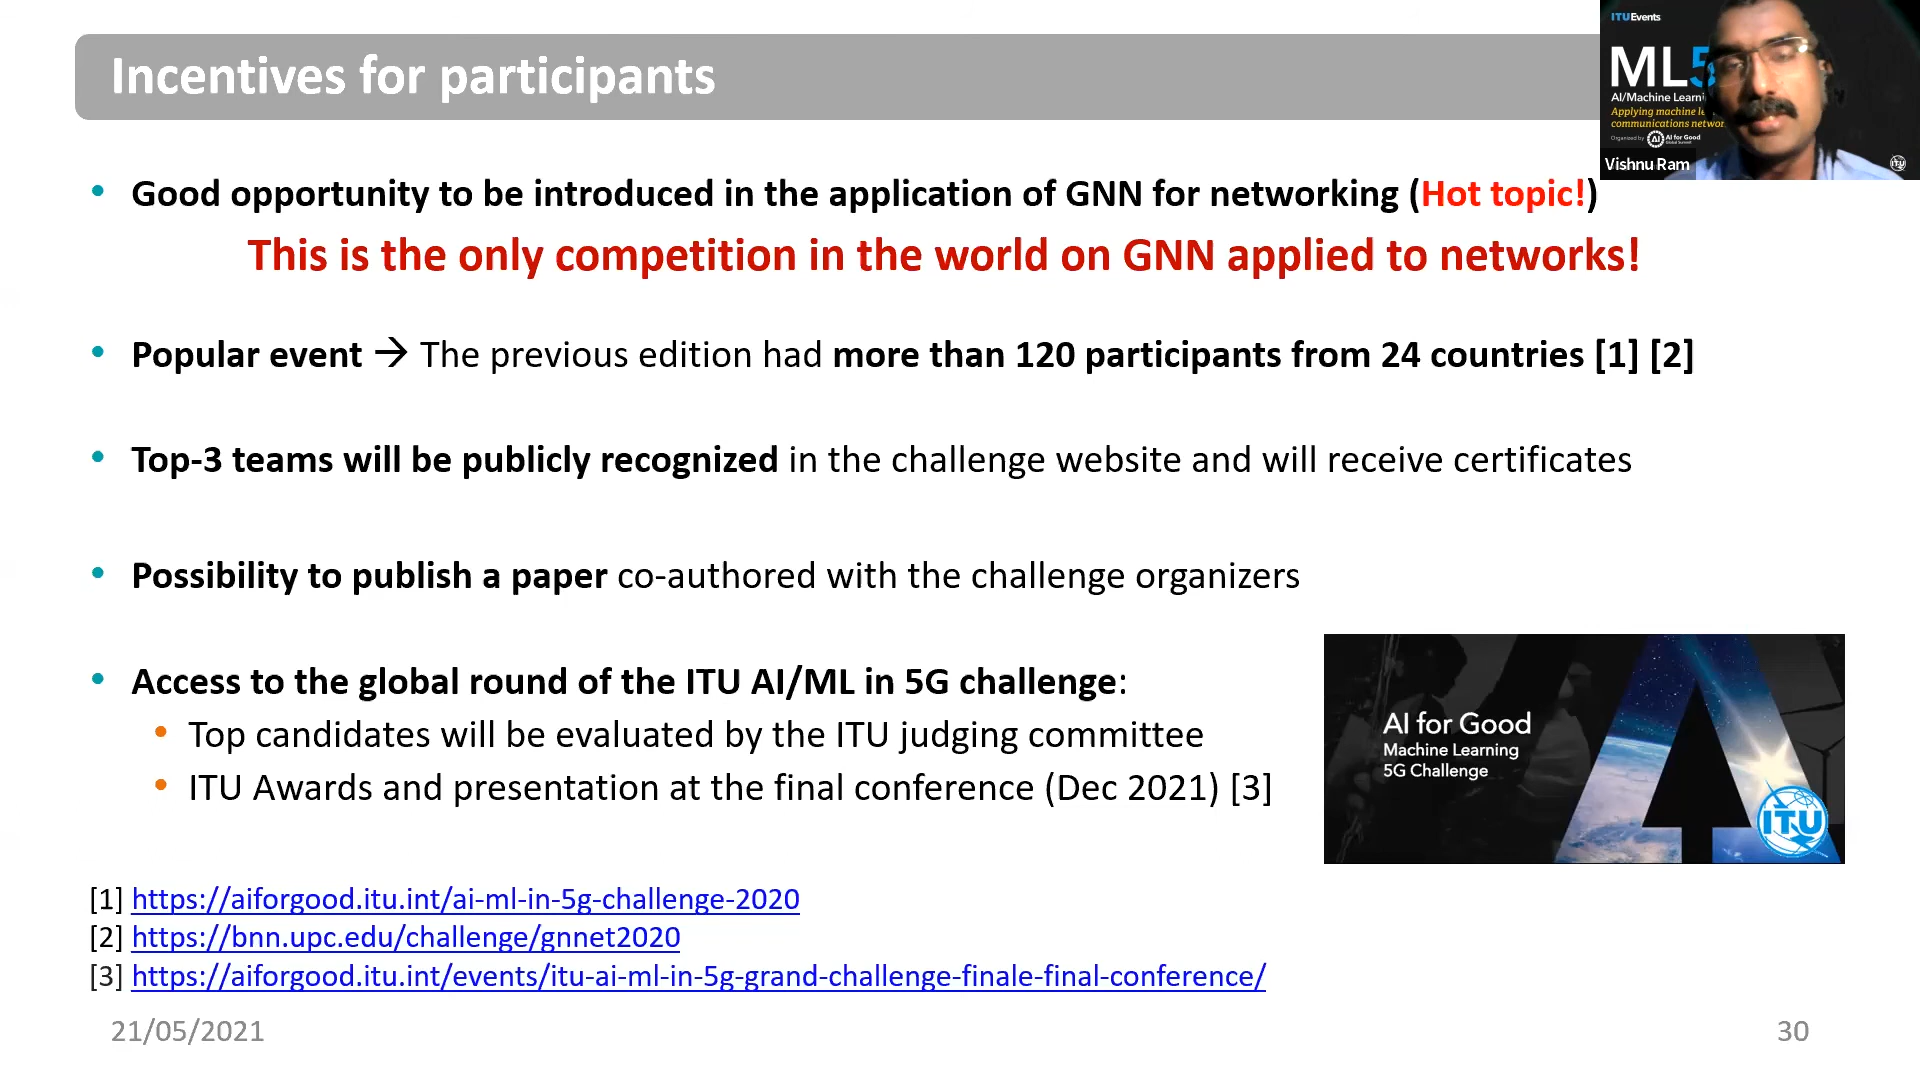 Incentives for participants
ITUEvents
ML5
AI/Machine Learni
Applying machine le
communications networ
Organized by AI for Good
Global Summit
Vishnu Ram
• Good opportunity to be introduced in the application of GNN for networking (Hot topic!)
This is the only competition in the world on GNN applied to networks!
• Popular event → The previous edition had more than 120 participants from 24 countries [1] [2]
• Top-3 teams will be publicly recognized in the challenge website and will receive certificates
• Possibility to publish a paper co-authored with the challenge organizers
• Access to the global round of the ITU AI/ML in 5G challenge:
• Top candidates will be evaluated by the ITU judging committee
• ITU Awards and presentation at the final conference (Dec 2021) [3]
AI for Good
Machine Learning
5G Challenge
ITU
[1] https://aiforgood.itu.int/ai-ml-in-5g-challenge-2020
[2] https://bnn.upc.edu/challenge/gnnet2020
[3] https://aiforgood.itu.int/events/itu-ai-ml-in-5g-grand-challenge-finale-final-conference/
21/05/2021
30